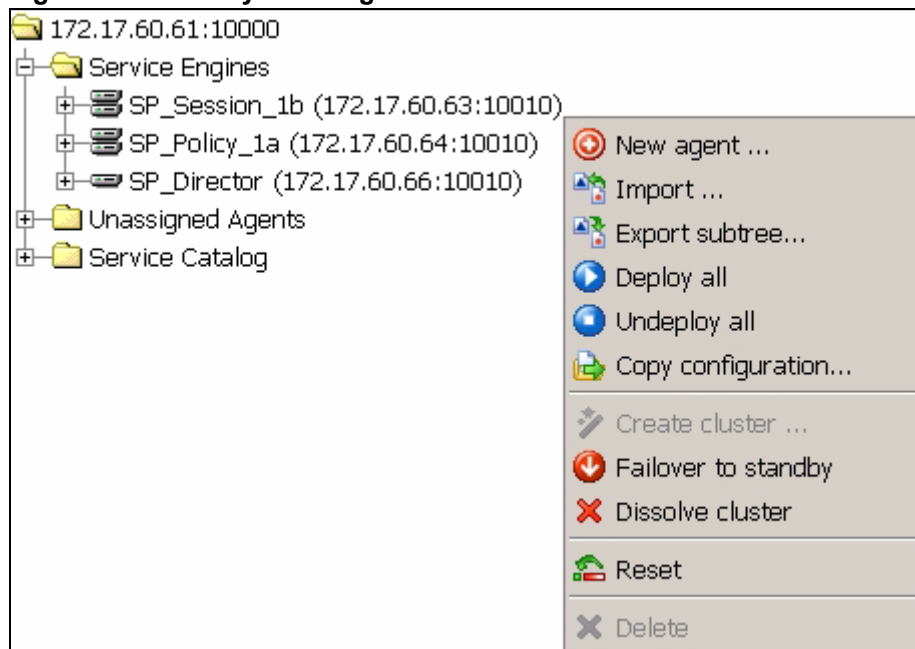 172.17.60.61:10000
Service Engines
SP_Session_1b (172.17.60.63:10010)
SP_Policy_1a (172.17.60.64:10010)
SP_Director (172.17.60.66:10010)
Unassigned Agents
Service Catalog
New agent ...
Import ...
Export subtree...
Deploy all
Undeploy all
Copy configuration...
Create cluster ...
Failover to standby
Dissolve cluster
Reset
Delete